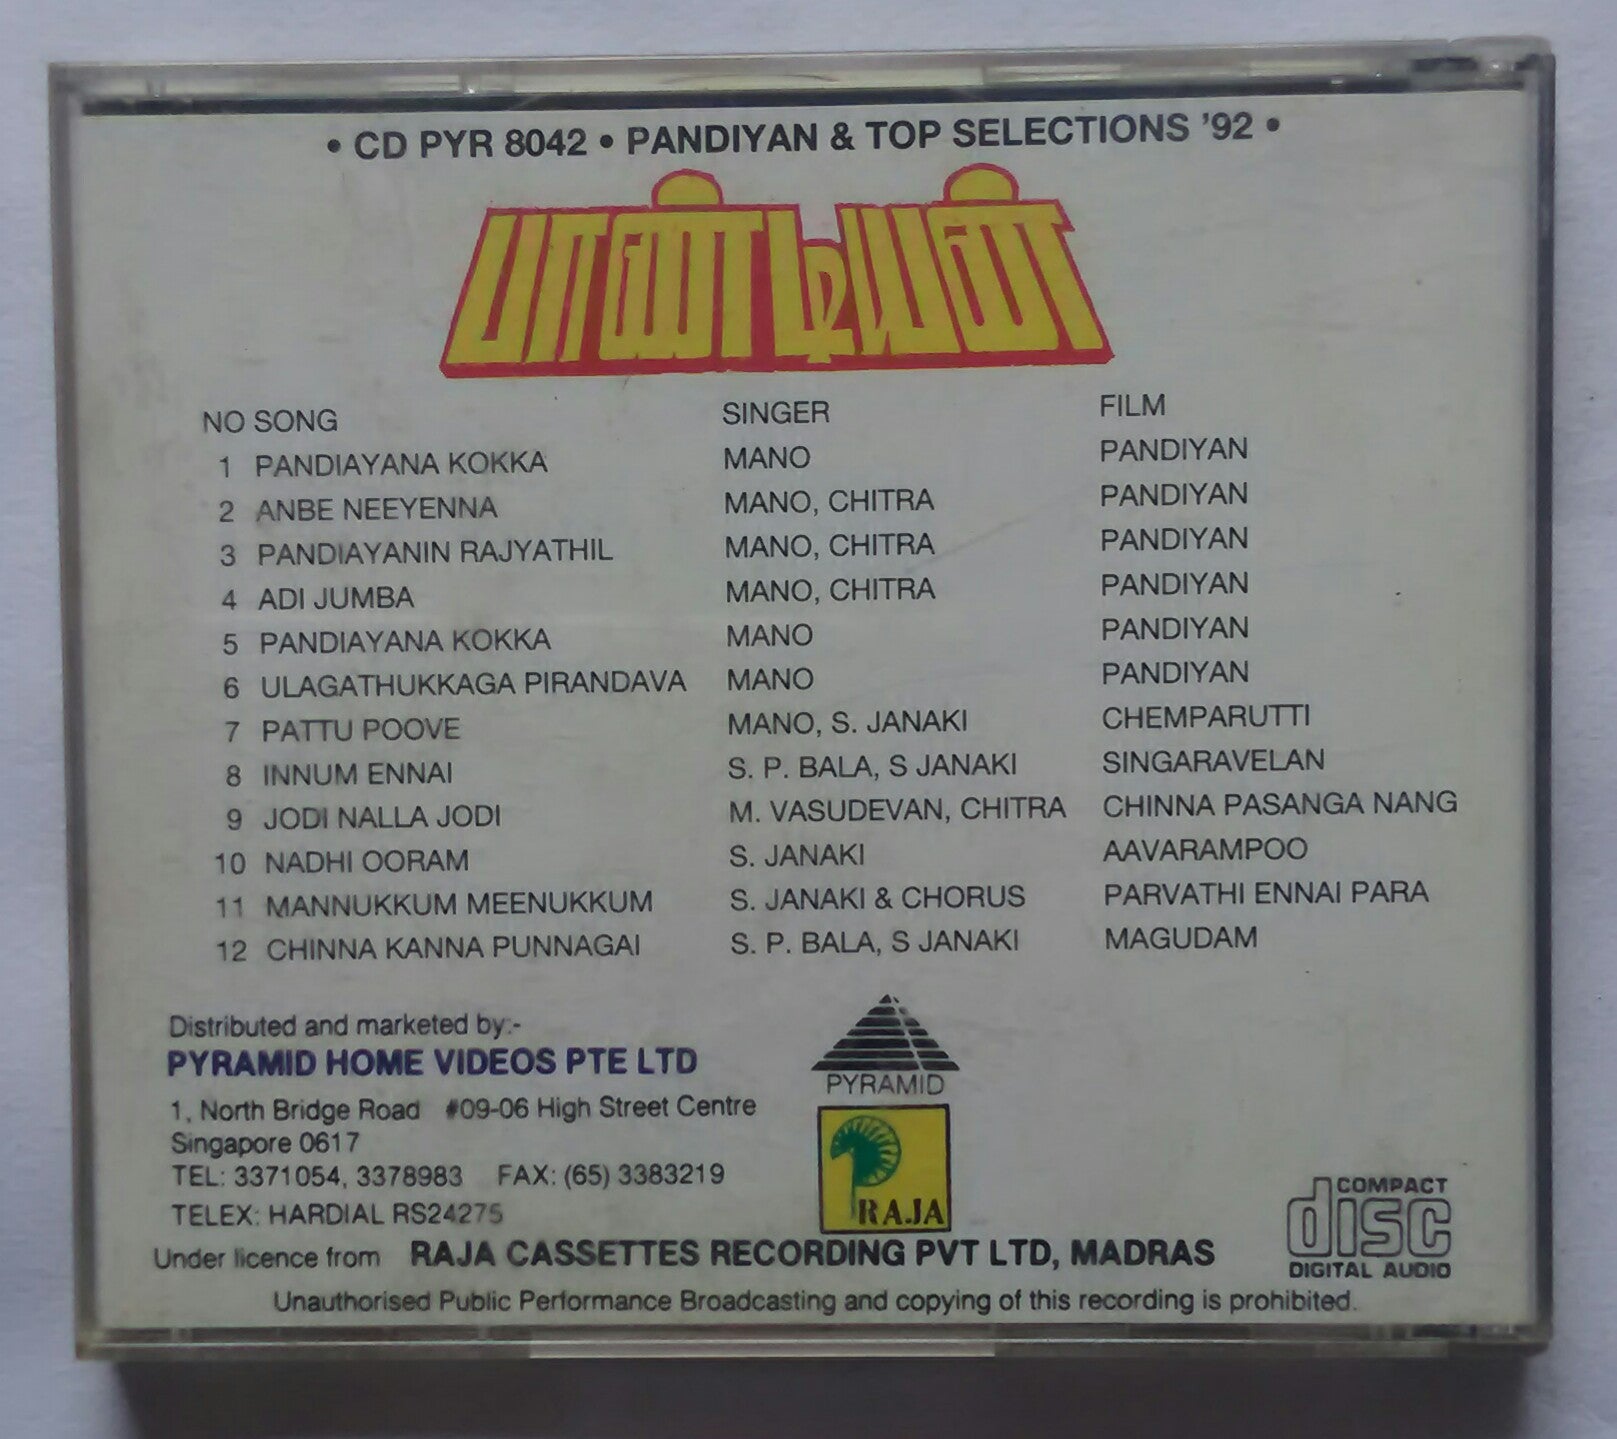 • CD PYR 8042 • PANDIYAN & TOP SELECTIONS '92 •
பாண்டியன்
NO SONG SINGER FILM
1 PANDIAYANA KOKKA MANO PANDIYAN
2 ANBE NEEYENNA MANO, CHITRA PANDIYAN
3 PANDIAYANIN RAJYATHIL MANO, CHITRA PANDIYAN
4 ADI JUMBA MANO, CHITRA PANDIYAN
5 PANDIAYANA KOKKA MANO PANDIYAN
6 ULAGATHUKKAGA PIRANDAVA MANO PANDIYAN
7 PATTU POOVE MANO, S. JANAKI CHEMPARUTTI
8 INNUM ENNAI S. P. BALA, S JANAKI SINGARAVELAN
9 JODI NALLA JODI M. VASUDEVAN, CHITRA CHINNA PASANGA NANG
10 NADHI OORAM S. JANAKI AAVARAMPOO
11 MANNUKKUM MEENUKKUM S. JANAKI & CHORUS PARVATHI ENNAI PARA
12 CHINNA KANNA PUNNAGAI S. P. BALA, S JANAKI MAGUDAM
Distributed and marketed by:-
PYRAMID HOME VIDEOS PTE LTD
1, North Bridge Road #09-06 High Street Centre
Singapore 0617
TEL: 3371054, 3378983 FAX: (65) 3383219
TELEX: HARDIAL RS24275
PYRAMID
RAJA
Under licence from RAJA CASSETTES RECORDING PVT LTD, MADRAS
COMPACT
disc
DIGITAL AUDIO
Unauthorised Public Performance Broadcasting and copying of this recording is prohibited.